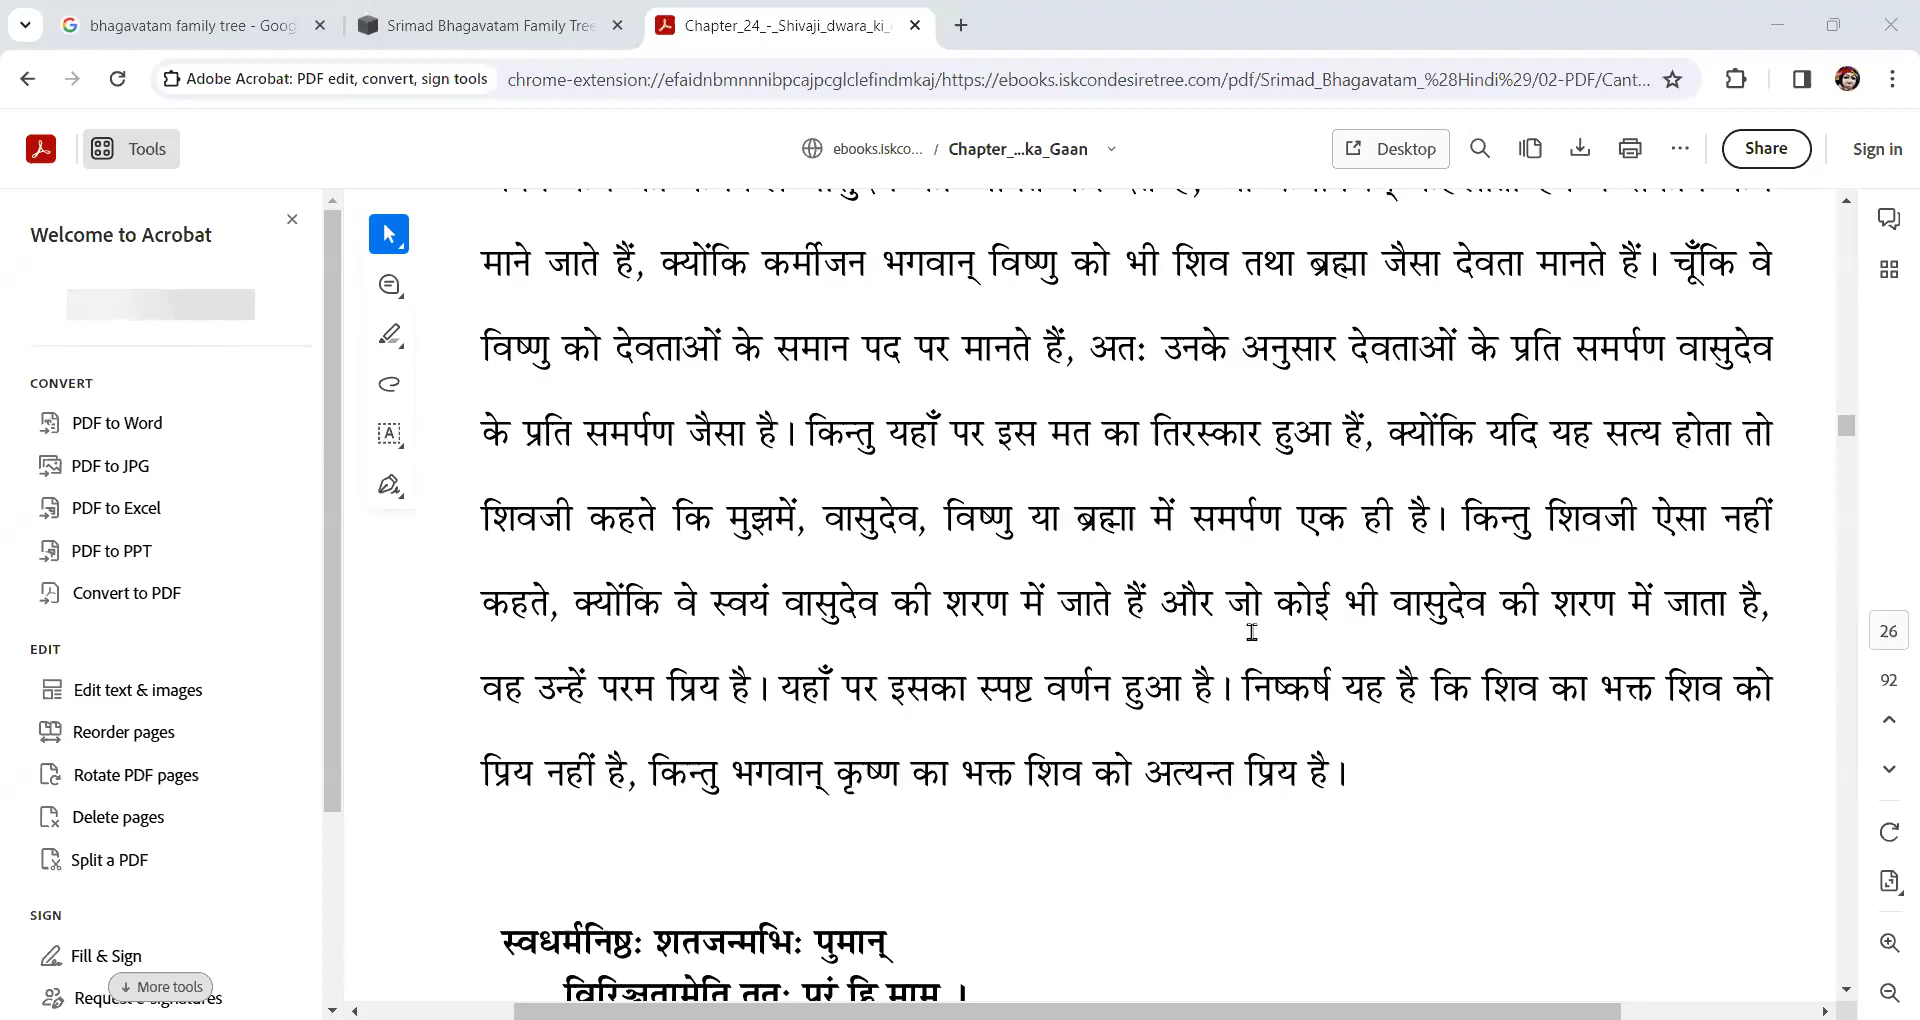 bhagavatam family tree - Goog
Srimad Bhagavatam Family Tree
Chapter_24_-_Shivaji_dwara_ki_
Adobe Acrobat: PDF edit, convert, sign tools
chrome-extension://efaidnbmnnnibpcajpcglclefindmkaj/https://ebooks.iskcondesiretree.com/pdf/Srimad_Bhagavatam_%28Hindi%29/02-PDF/Cant...
Tools
ebooks.iskco... / Chapter_...ka_Gaan
Desktop
Share
Sign in
Welcome to Acrobat
CONVERT
PDF to Word
PDF to JPG
PDF to Excel
PDF to PPT
Convert to PDF
EDIT
Edit text & images
Reorder pages
Rotate PDF pages
Delete pages
Split a PDF
SIGN
Fill & Sign
More tools
माने जाते हैं, क्योंकि कर्मीजन भगवान् विष्णु को भी शिव तथा ब्रह्मा जैसा देवता मानते हैं। चूँकि वे
विष्णु को देवताओं के समान पद पर मानते हैं, अतः उनके अनुसार देवताओं के प्रति समर्पण वासुदेव
के प्रति समर्पण जैसा है। किन्तु यहाँ पर इस मत का तिरस्कार हुआ हैं, क्योंकि यदि यह सत्य होता तो
शिवजी कहते कि मुझमें, वासुदेव, विष्णु या ब्रह्मा में समर्पण एक ही है। किन्तु शिवजी ऐसा नहीं
कहते, क्योंकि वे स्वयं वासुदेव की शरण में जाते हैं और जो कोई भी वासुदेव की शरण में जाता है,
वह उन्हें परम प्रिय है। यहाँ पर इसका स्पष्ट वर्णन हुआ है। निष्कर्ष यह है कि शिव का भक्त शिव को
प्रिय नहीं है, किन्तु भगवान् कृष्ण का भक्त शिव को अत्यन्त प्रिय है।
स्वधर्मनिष्ठः शतजन्मभिः पुमान्
विरिञ्चतामेति ततः परं हि माम् ।
26
92